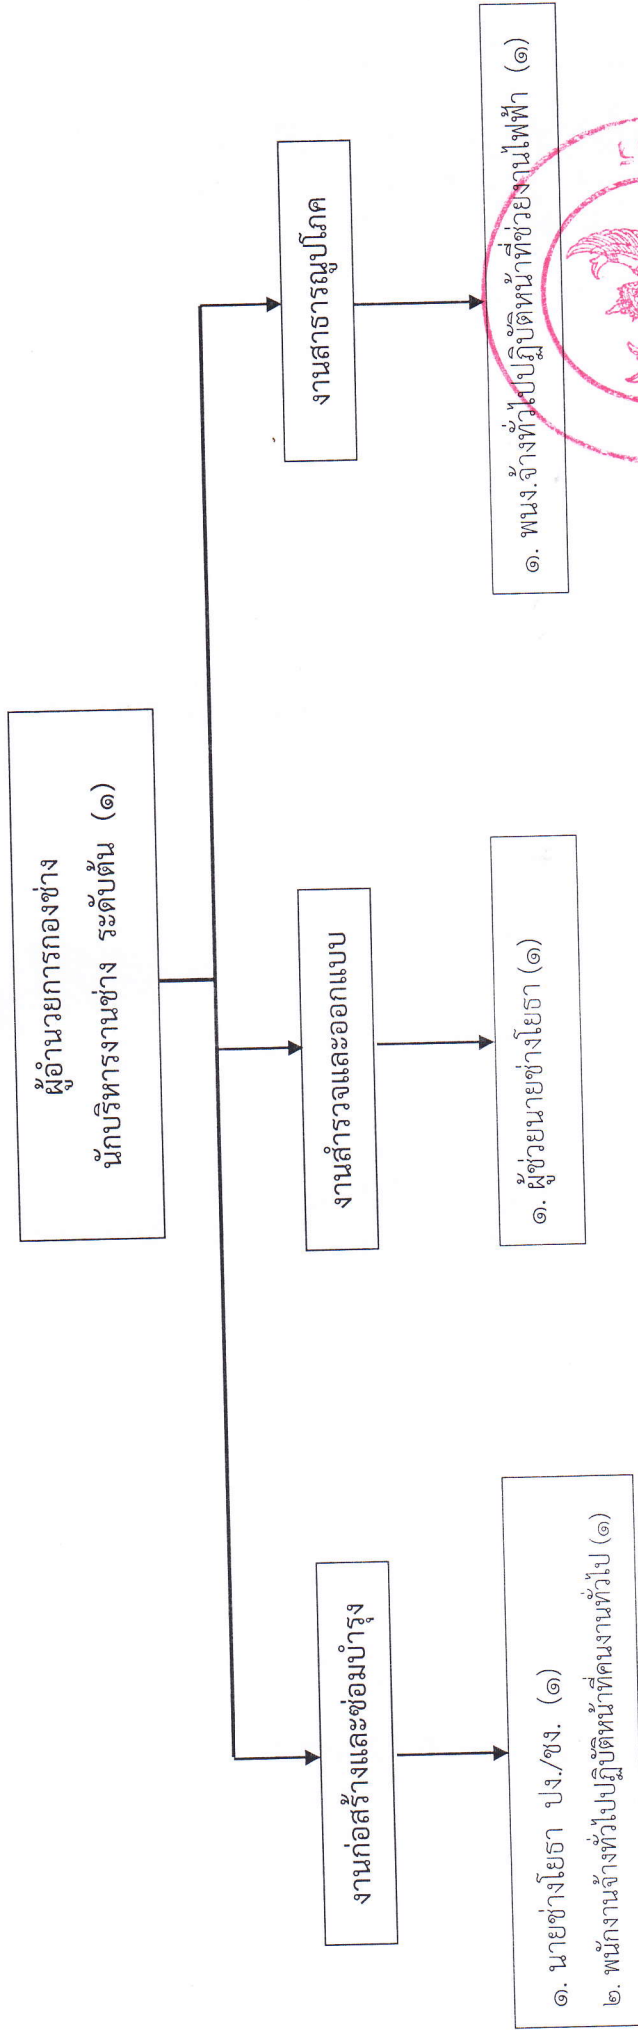 ผู้อำนวยการกองช่าง
นักบริหารงานช่าง ระดับต้น (๑)
งานก่อสร้างและซ่อมบำรุง
งานสำรวจและออกแบบ
งานสาธารณูปโภค
๑. นายช่างโยธา ปง./ชง. (๑)
๒. พนักงานจ้างทั่วไปปฏิบัติหน้าที่คนงานทั่วไป (๑)
๑. ผู้ช่วยนายช่างโยธา (๑)
๑. พนง.จ้างทั่วไปปฏิบัติหน้าที่ช่วยงานไฟฟ้า (๑)